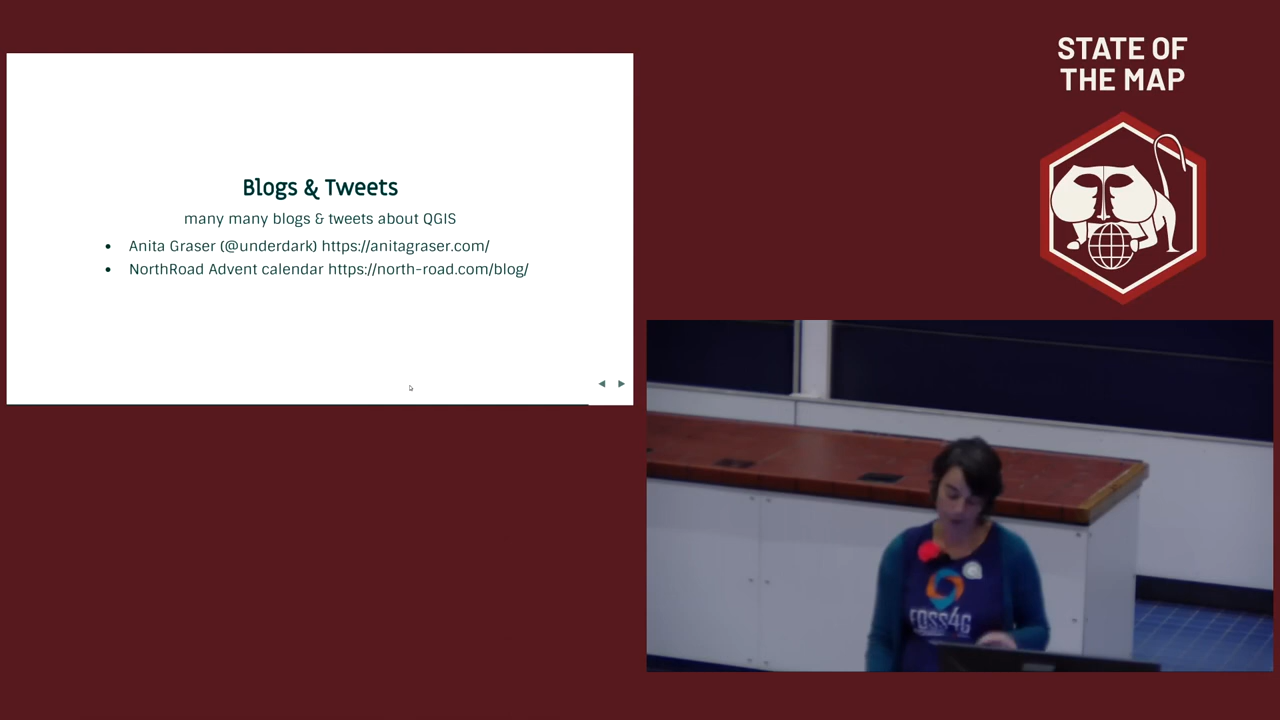 Blogs & Tweets
many many blogs & tweets about QGIS
• Anita Graser (@underdark) https://anitagraser.com/
• NorthRoad Advent calendar https://north-road.com/blog/
STATE OF
THE MAP
FOSS4G